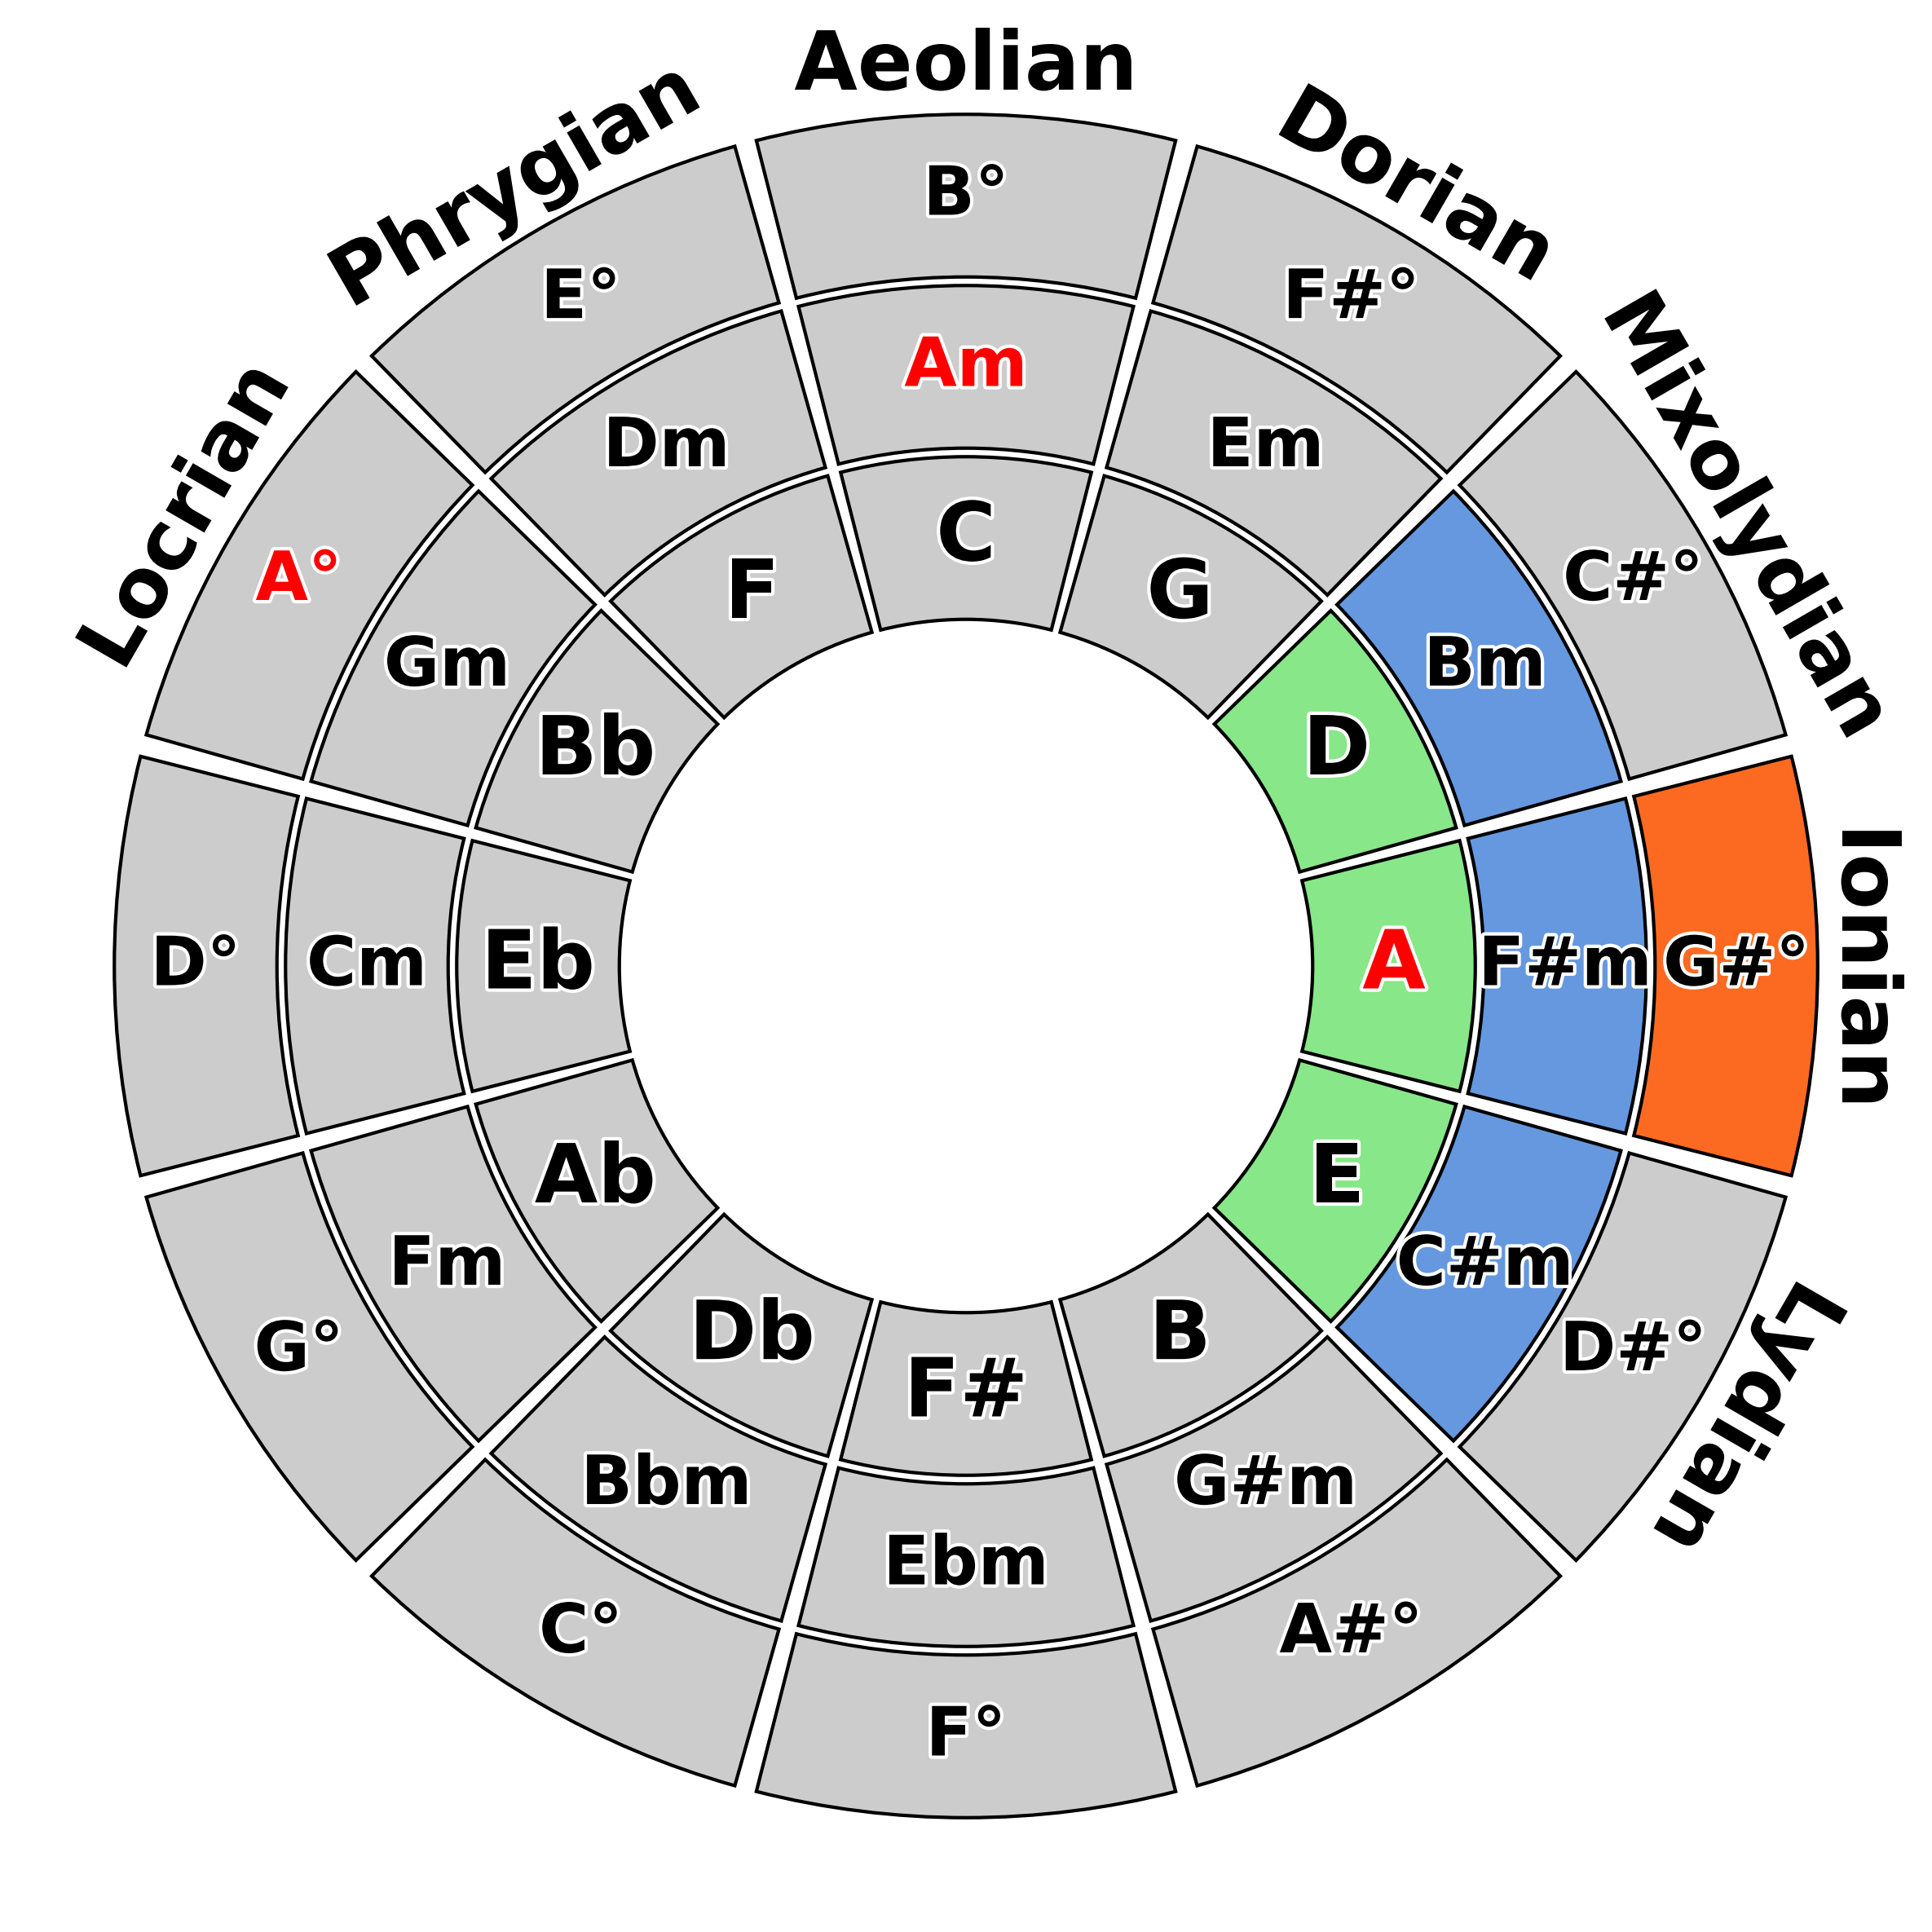 Aeolian
Phrygian
Dorian
Locrian
Mixolydian
Ionian
Lydian
B°
E°
F#°
Am
Dm
Em
C
F
G
A°
C#°
Gm
Bm
Bb
D
D°
Cm
Eb
A
F#m
G#°
Ab
E
Fm
C#m
G°
D#°
Db
B
F#
Bbm
G#m
Ebm
C°
A#°
F°